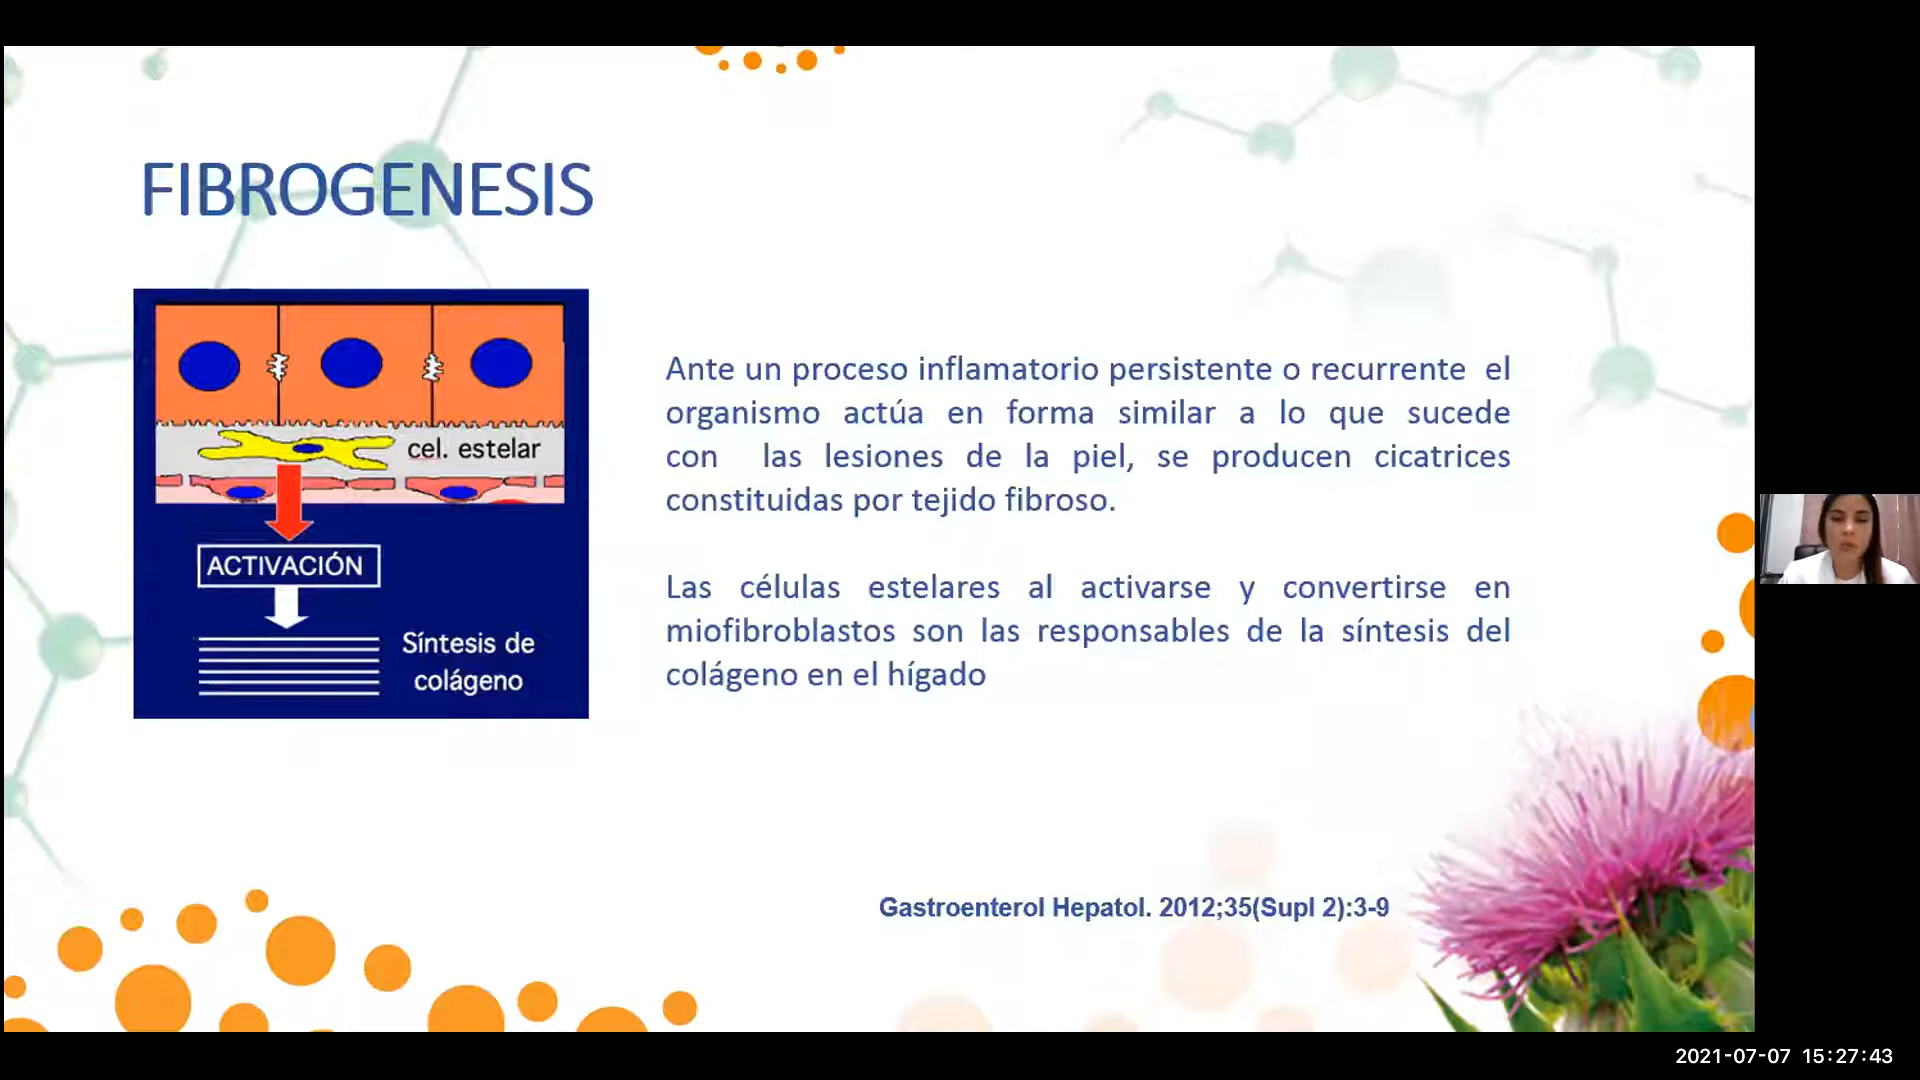 FIBROGENESIS
cel. estelar
ACTIVACIÓN
Síntesis de
colágeno
Ante un proceso inflamatorio persistente o recurrente el
organismo actúa en forma similar a lo que sucede
con las lesiones de la piel, se producen cicatrices
constituidas por tejido fibroso.
Las células estelares al activarse y convertirse en
miofibroblastos son las responsables de la síntesis del
colágeno en el hígado
Gastroenterol Hepatol. 2012;35(Supl 2):3-9
2021-07-07 15:27:43